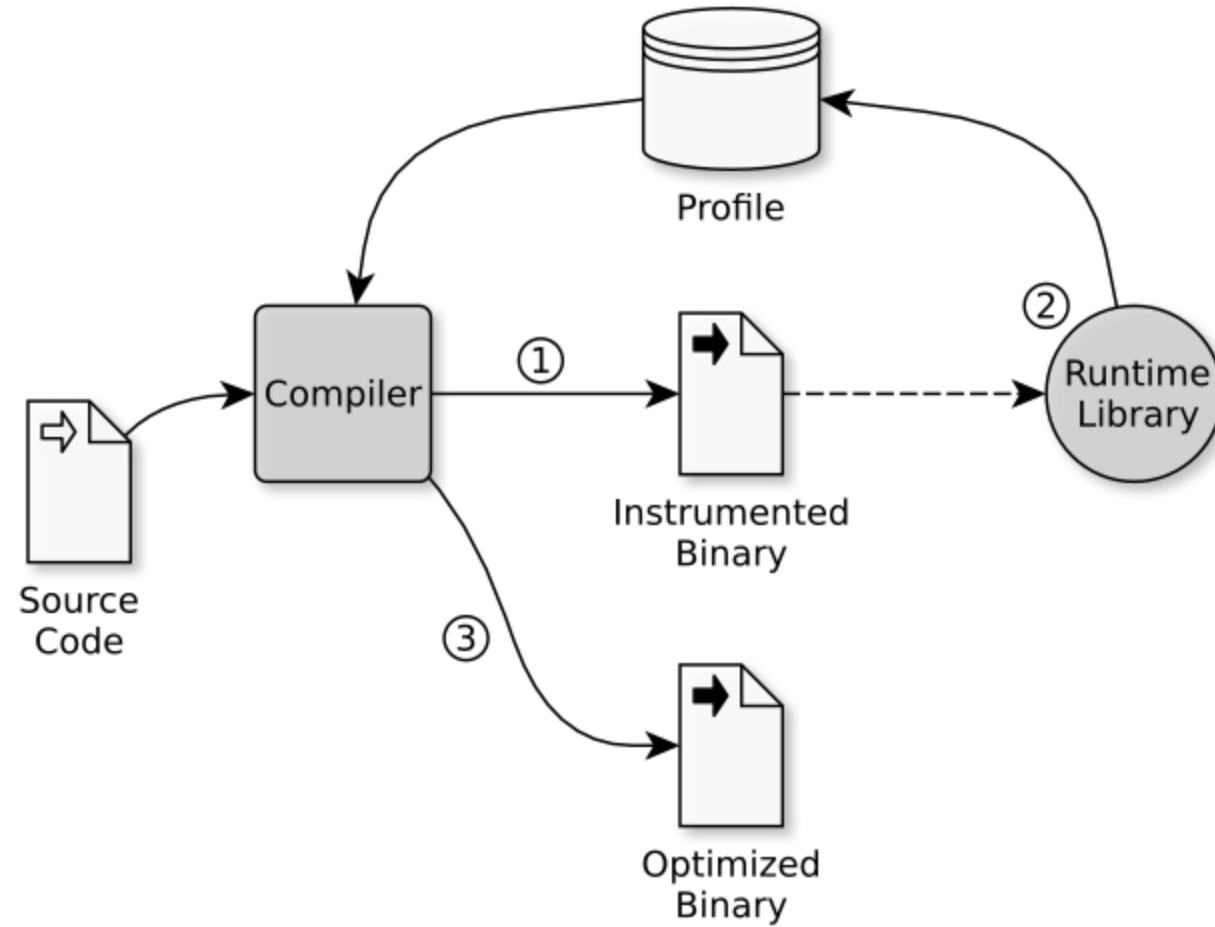 Profile
②
①
Compiler
Runtime
Library
Instrumented
Binary
Source
Code
③
Optimized
Binary